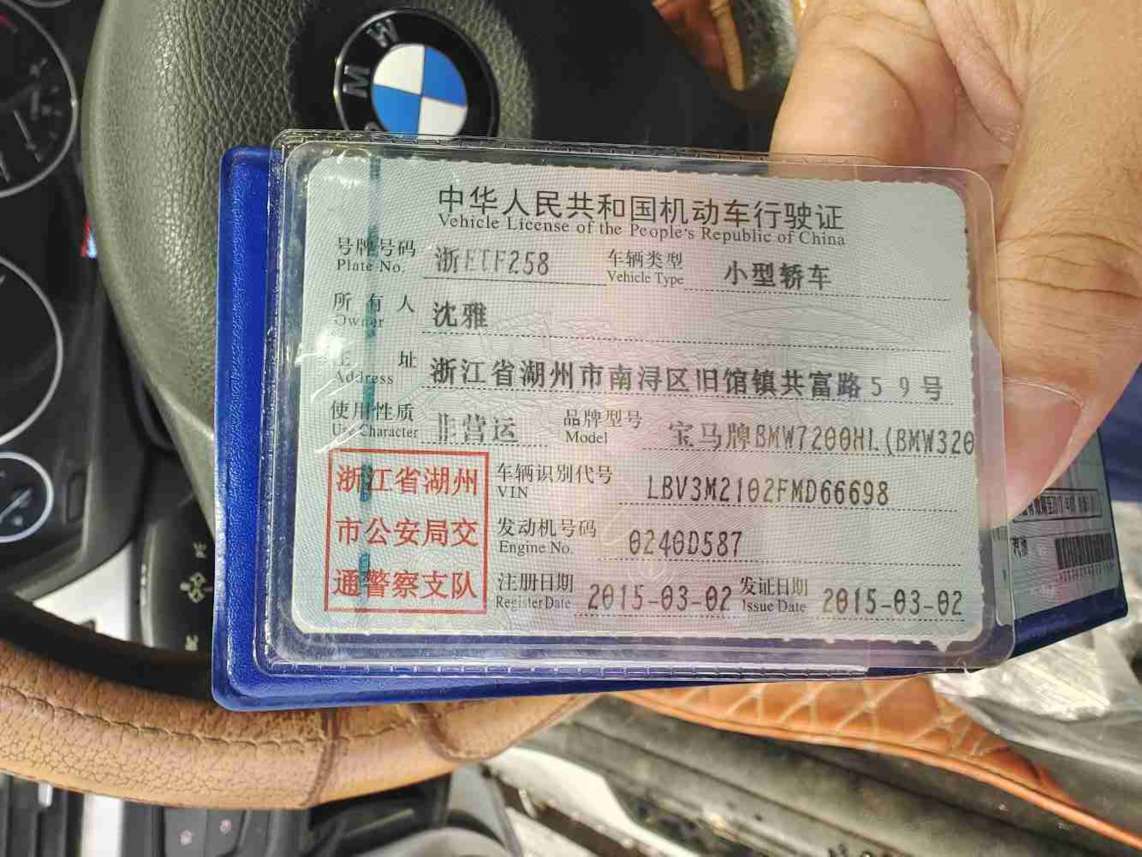 BMW
中华人民共和国机动车行驶证
Vehicle License of the People's Republic of China
号牌号码 浙ETF258 车辆类型 小型轿车
Plate No. Vehicle Type
所有人 沈雅
Owner
住址 浙江省湖州市南浔区旧馆镇共富路59号
Address
使用性质 非营运 品牌型号 宝马牌BMW7200HL(BMW320
Use Character Model
浙江省湖州
市公安局交
通警察支队
车辆识别代号 LBV3M2102FMD66698
VIN
发动机号码 0240D587
Engine No.
注册日期 2015-03-02 发证日期 2015-03-02
Register Date Issue Date